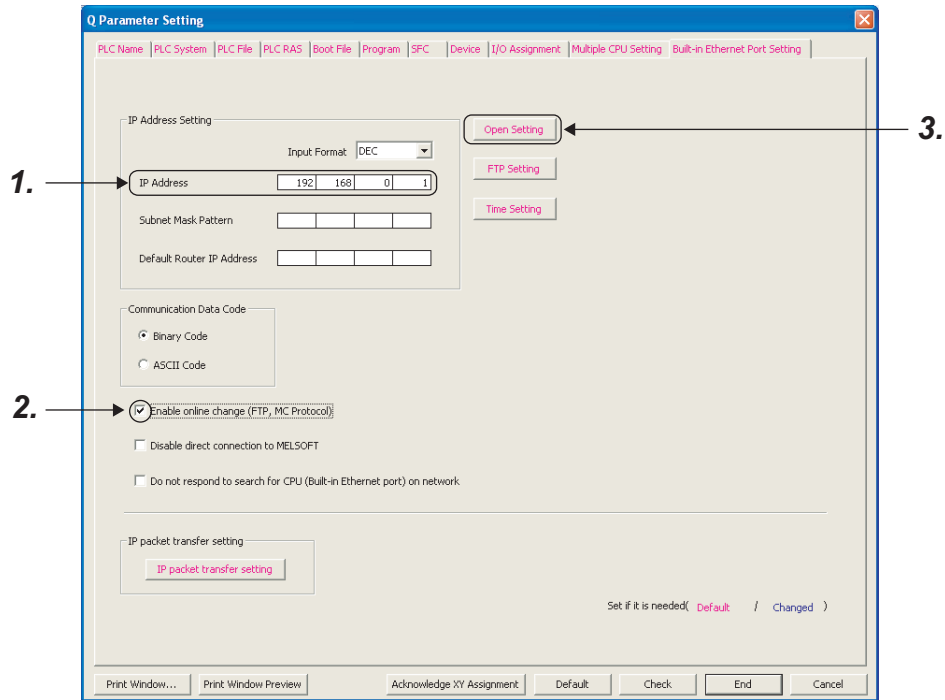 Q Parameter Setting
PLC Name PLC System PLC File PLC RAS Boot File Program SFC Device I/O Assignment Multiple CPU Setting Built-in Ethernet Port Setting
IP Address Setting
Open Setting
3.
Input Format DEC
FTP Setting
1.
IP Address 192 168 0 1
Time Setting
Subnet Mask Pattern
Default Router IP Address
Communication Data Code
Binary Code
ASCII Code
2.
Enable online change (FTP, MC Protocol)
Disable direct connection to MELSOFT
Do not respond to search for CPU (Built-in Ethernet port) on network
IP packet transfer setting
IP packet transfer setting
Set if it is needed( Default / Changed )
Print Window... Print Window Preview Acknowledge XY Assignment Default Check End Cancel